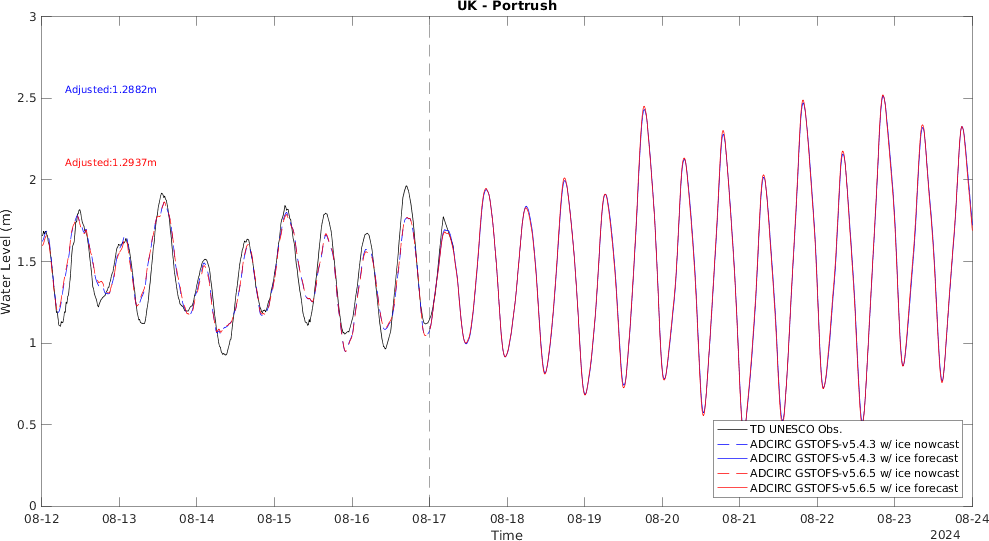 UK - Portrush
3
2.5
2
1.5
1
0.5
0
Water Level (m)
Adjusted:1.2882m
Adjusted:1.2937m
TD UNESCO Obs.
ADCIRC GSTOFS-v5.4.3 w/ ice nowcast
ADCIRC GSTOFS-v5.4.3 w/ ice forecast
ADCIRC GSTOFS-v5.6.5 w/ ice nowcast
ADCIRC GSTOFS-v5.6.5 w/ ice forecast
08-12 08-13 08-14 08-15 08-16 08-17 08-18 08-19 08-20 08-21 08-22 08-23 08-24
Time
2024